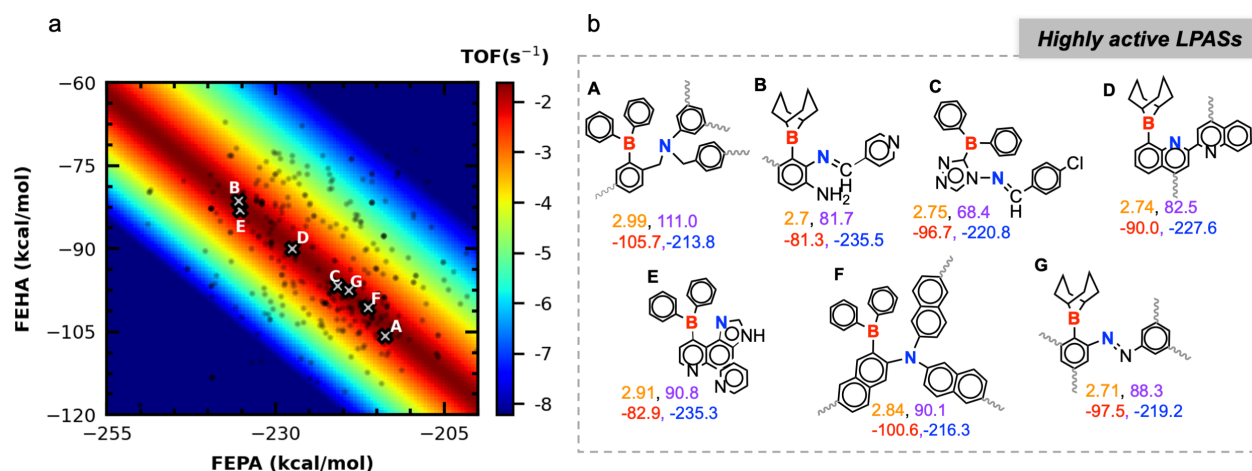 a
TOF(s⁻¹)
−60
−75
−90
−105
−120
FEHA (kcal/mol)
B
E
D
C
G
F
A
−255
−230
−205
FEPA (kcal/mol)
−2
−3
−4
−5
−6
−7
−8
b
Highly active LPASs
A
B
N
2.99, 111.0
-105.7,-213.8
B
B
N
N
C
H
NH2
2.7, 81.7
-81.3,-235.5
C
B
N
N
N
N
C
H
Cl
2.75, 68.4
-96.7,-220.8
D
B
N
N
2.74, 82.5
-90.0,-227.6
E
B
N
NH
N
N
2.91, 90.8
-82.9,-235.3
F
B
N
2.84, 90.1
-100.6,-216.3
G
B
N
N
2.71, 88.3
-97.5,-219.2